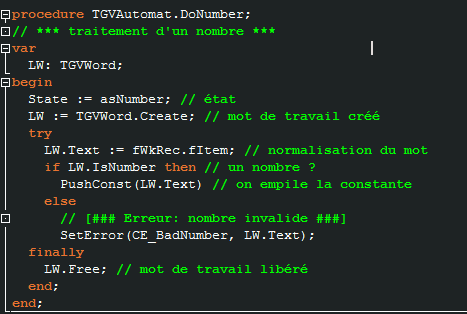 procedure TGVAutomat.DoNumber;
// *** traitement d'un nombre ***
var
  LW: TGVWord;
begin
  State := asNumber; // état
  LW := TGVWord.Create; // mot de travail créé
  try
    LW.Text := fWkRec.fItem; // normalisation du mot
    if LW.IsNumber then // un nombre ?
      PushConst(LW.Text) // on empile la constante
    else
      // [### Erreur: nombre invalide ###]
      SetError(CE_BadNumber, LW.Text);
  finally
    LW.Free; // mot de travail libéré
  end;
end;